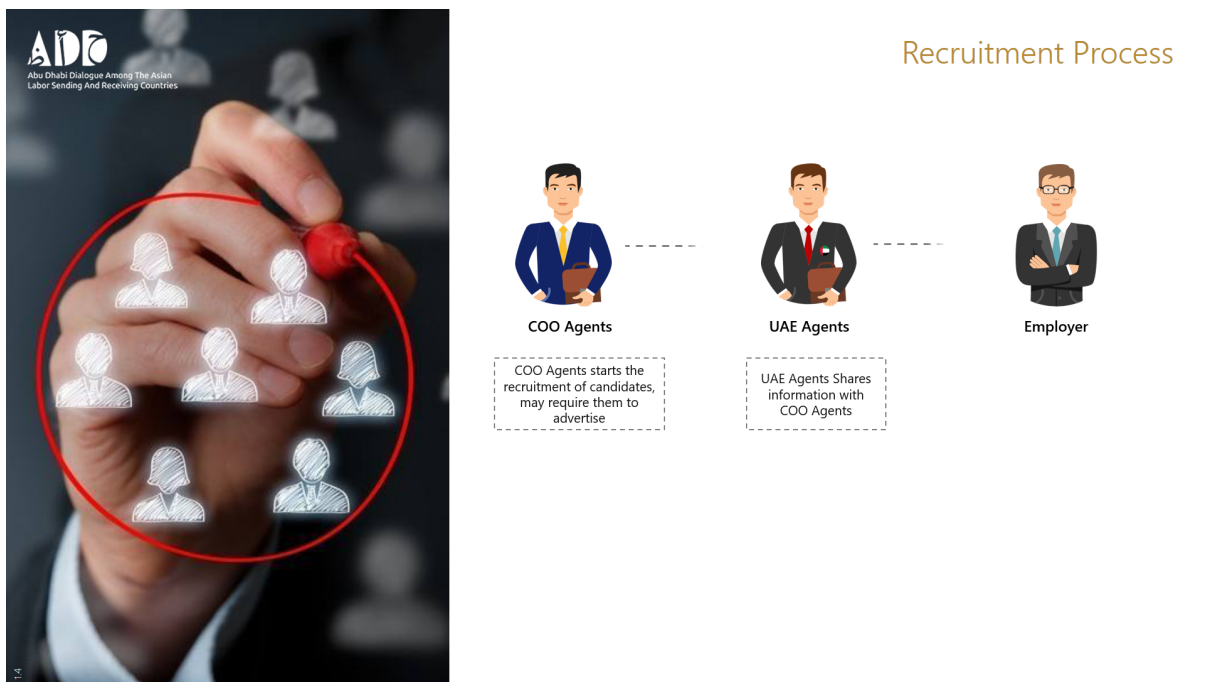 Abu Dhabi Dialogue Among The Asian
Labor Sending And Receiving Countries
Recruitment Process
COO Agents
UAE Agents
Employer
COO Agents starts the
recruitment of candidates,
may require them to
advertise
UAE Agents Shares
information with
COO Agents
14